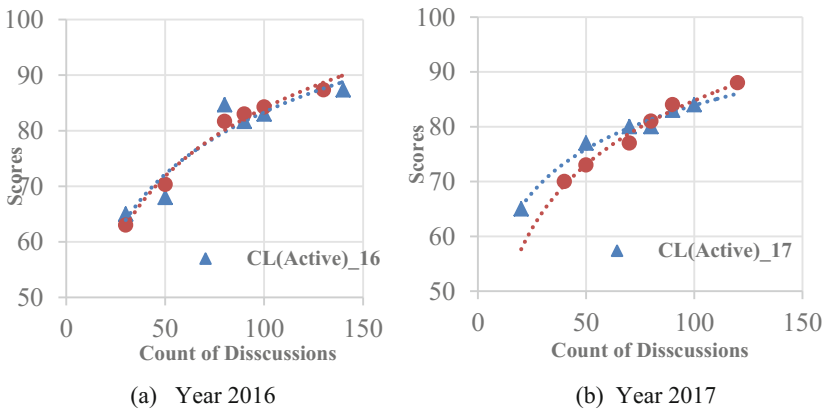 100
90
80
70
60
50
Scores
CL(Active)_16
0
50
100
150
Count of Disscussions
(a) Year 2016
100
90
80
70
60
50
Scores
CL(Active)_17
0
50
100
150
Count of Disscussions
(b) Year 2017